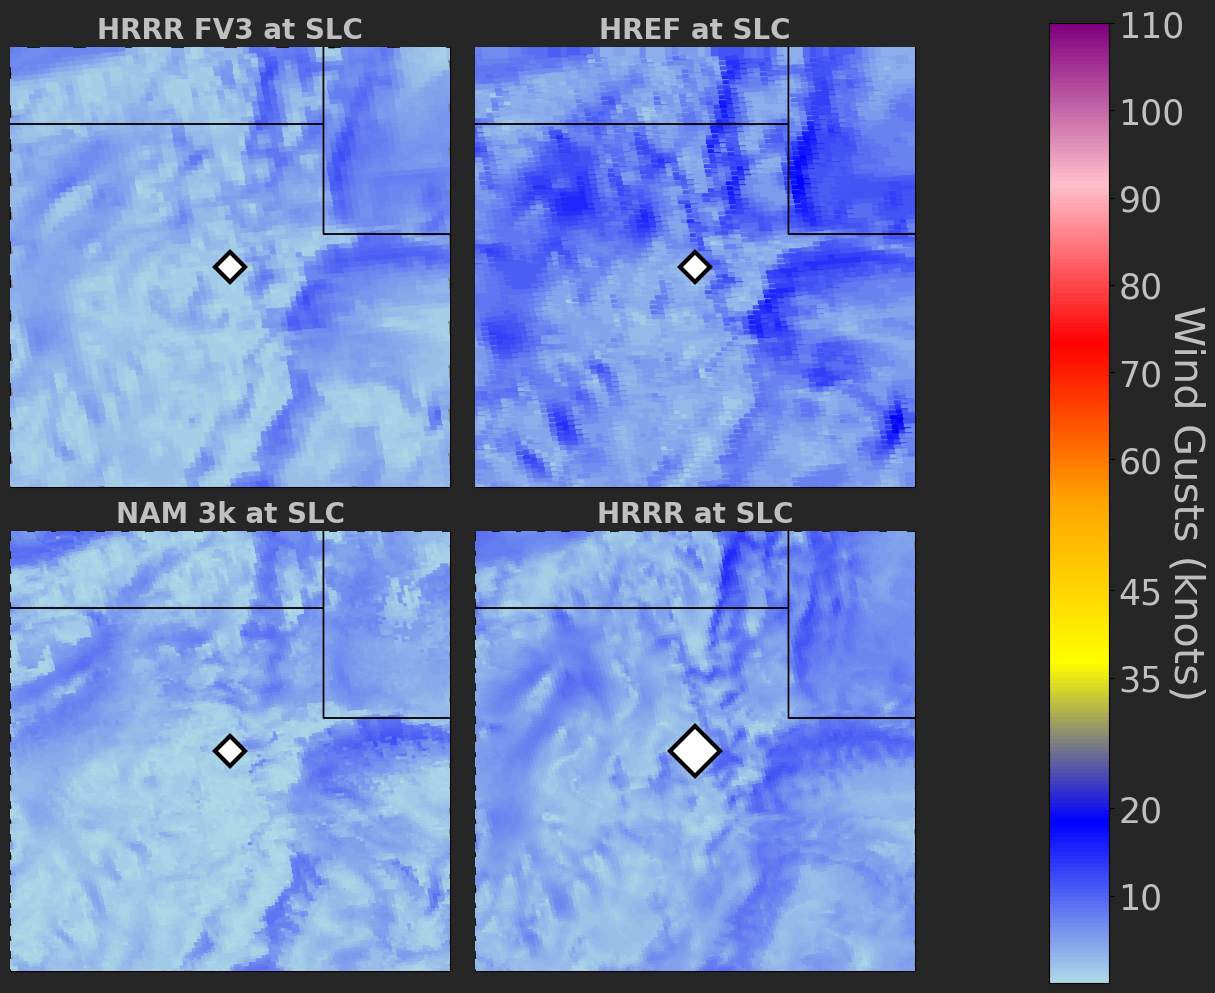 HRRR FV3 at SLC
HREF at SLC
NAM 3k at SLC
HRRR at SLC
110
100
90
80
70
60
45
35
20
10
Wind Gusts (knots)